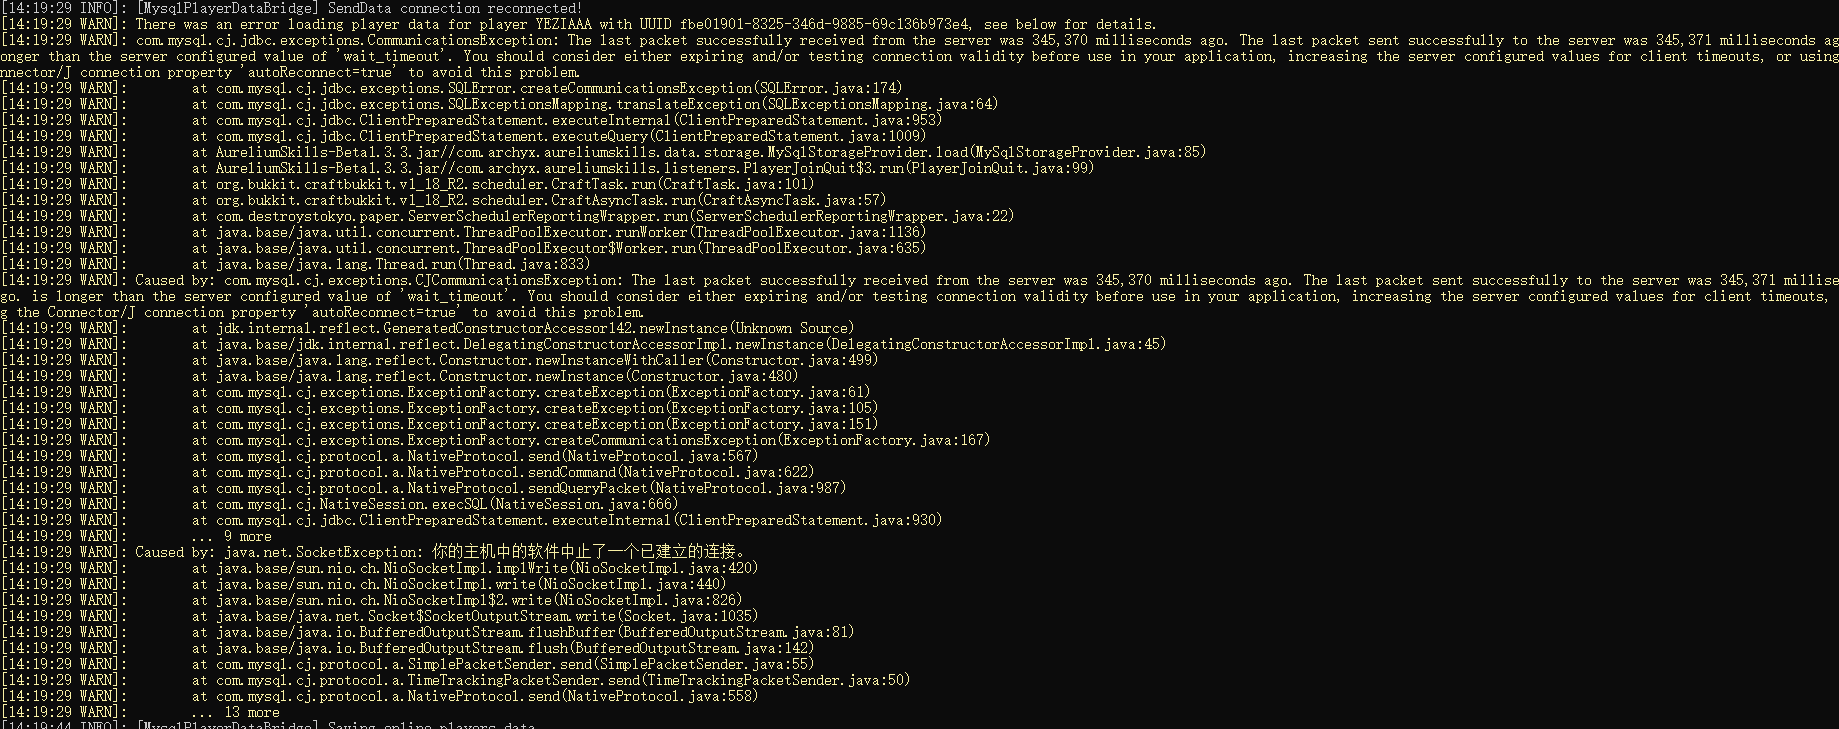 [14:19:29 INFO]: [MysqlPlayerDataBridge] SendData connection reconnected!
[14:19:29 WARN]: There was an error loading player data for player YEZIAAA with UUID fbe01901-8325-346d-9885-69c136b973e4, see below for details.
[14:19:29 WARN]: com.mysql.cj.jdbc.exceptions.CommunicationsException: The last packet successfully received from the server was 345,370 milliseconds ago. The last packet sent successfully to the server was 345,371 milliseconds ag
onger than the server configured value of 'wait_timeout'. You should consider either expiring and/or testing connection validity before use in your application, increasing the server configured values for client timeouts, or using
nnector/J connection property 'autoReconnect=true' to avoid this problem.
[14:19:29 WARN]: at com.mysql.cj.jdbc.exceptions.SQLError.createCommunicationsException(SQLError.java:174)
[14:19:29 WARN]: at com.mysql.cj.jdbc.exceptions.SQLExceptionsMapping.translateException(SQLExceptionsMapping.java:64)
[14:19:29 WARN]: at com.mysql.cj.jdbc.ClientPreparedStatement.executeInternal(ClientPreparedStatement.java:953)
[14:19:29 WARN]: at com.mysql.cj.jdbc.ClientPreparedStatement.executeQuery(ClientPreparedStatement.java:1009)
[14:19:29 WARN]: at AureliumSkills-Beta1.3.3.jar//com.archyx.aureliumskills.data.storage.MySqlStorageProvider.load(MySqlStorageProvider.java:85)
[14:19:29 WARN]: at AureliumSkills-Beta1.3.3.jar//com.archyx.aureliumskills.listeners.PlayerJoinQuit$3.run(PlayerJoinQuit.java:99)
[14:19:29 WARN]: at org.bukkit.craftbukkit.v1_18_R2.scheduler.CraftTask.run(CraftTask.java:101)
[14:19:29 WARN]: at org.bukkit.craftbukkit.v1_18_R2.scheduler.CraftAsyncTask.run(CraftAsyncTask.java:57)
[14:19:29 WARN]: at com.destroystokyo.paper.ServerSchedulerReportingWrapper.run(ServerSchedulerReportingWrapper.java:22)
[14:19:29 WARN]: at java.base/java.util.concurrent.ThreadPoolExecutor.runWorker(ThreadPoolExecutor.java:1136)
[14:19:29 WARN]: at java.base/java.util.concurrent.ThreadPoolExecutor$Worker.run(ThreadPoolExecutor.java:635)
[14:19:29 WARN]: at java.base/java.lang.Thread.run(Thread.java:833)
[14:19:29 WARN]: Caused by: com.mysql.cj.exceptions.CJCommunicationsException: The last packet successfully received from the server was 345,370 milliseconds ago. The last packet sent successfully to the server was 345,371 millise
go. is longer than the server configured value of 'wait_timeout'. You should consider either expiring and/or testing connection validity before use in your application, increasing the server configured values for client timeouts,
g the Connector/J connection property 'autoReconnect=true' to avoid this problem.
[14:19:29 WARN]: at jdk.internal.reflect.GeneratedConstructorAccessor142.newInstance(Unknown Source)
[14:19:29 WARN]: at java.base/jdk.internal.reflect.DelegatingConstructorAccessorImpl.newInstance(DelegatingConstructorAccessorImpl.java:45)
[14:19:29 WARN]: at java.base/java.lang.reflect.Constructor.newInstanceWithCaller(Constructor.java:499)
[14:19:29 WARN]: at java.base/java.lang.reflect.Constructor.newInstance(Constructor.java:480)
[14:19:29 WARN]: at com.mysql.cj.exceptions.ExceptionFactory.createException(ExceptionFactory.java:61)
[14:19:29 WARN]: at com.mysql.cj.exceptions.ExceptionFactory.createException(ExceptionFactory.java:105)
[14:19:29 WARN]: at com.mysql.cj.exceptions.ExceptionFactory.createException(ExceptionFactory.java:151)
[14:19:29 WARN]: at com.mysql.cj.exceptions.ExceptionFactory.createCommunicationsException(ExceptionFactory.java:167)
[14:19:29 WARN]: at com.mysql.cj.protocol.a.NativeProtocol.send(NativeProtocol.java:567)
[14:19:29 WARN]: at com.mysql.cj.protocol.a.NativeProtocol.sendCommand(NativeProtocol.java:622)
[14:19:29 WARN]: at com.mysql.cj.protocol.a.NativeProtocol.sendQueryPacket(NativeProtocol.java:987)
[14:19:29 WARN]: at com.mysql.cj.NativeSession.execSQL(NativeSession.java:666)
[14:19:29 WARN]: at com.mysql.cj.jdbc.ClientPreparedStatement.executeInternal(ClientPreparedStatement.java:930)
[14:19:29 WARN]: ... 9 more
[14:19:29 WARN]: Caused by: java.net.SocketException: 你的主机中的软件中止了一个已建立的连接。
[14:19:29 WARN]: at java.base/sun.nio.ch.NioSocketImpl.implWrite(NioSocketImpl.java:420)
[14:19:29 WARN]: at java.base/sun.nio.ch.NioSocketImpl.write(NioSocketImpl.java:440)
[14:19:29 WARN]: at java.base/sun.nio.ch.NioSocketImpl$2.write(NioSocketImpl.java:826)
[14:19:29 WARN]: at java.base/java.net.Socket$SocketOutputStream.write(Socket.java:1035)
[14:19:29 WARN]: at java.base/java.io.BufferedOutputStream.flushBuffer(BufferedOutputStream.java:81)
[14:19:29 WARN]: at java.base/java.io.BufferedOutputStream.flush(BufferedOutputStream.java:142)
[14:19:29 WARN]: at com.mysql.cj.protocol.a.SimplePacketSender.send(SimplePacketSender.java:55)
[14:19:29 WARN]: at com.mysql.cj.protocol.a.TimeTrackingPacketSender.send(TimeTrackingPacketSender.java:50)
[14:19:29 WARN]: at com.mysql.cj.protocol.a.NativeProtocol.send(NativeProtocol.java:558)
[14:19:29 WARN]: ... 13 more
[14:19:44 INFO]: [MysqlPlayerDataBridge] Saving online players data